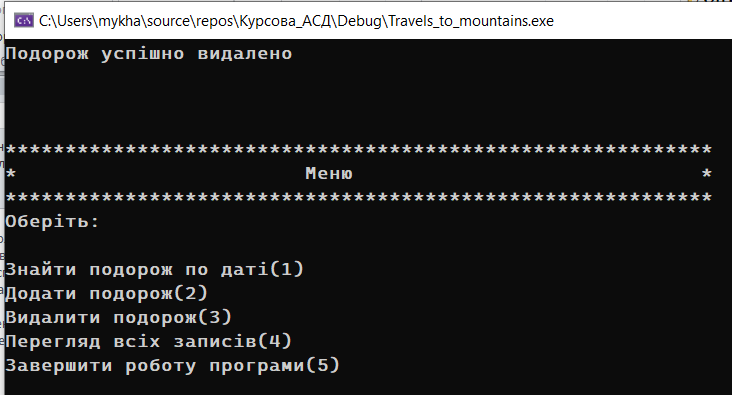 C:\Users\mykha\source\repos\Курсова_АСД\Debug\Travels_to_mountains.exe
Подорож успішно видалено
***********************************************************
* Меню *
***********************************************************
Оберіть:
Знайти подорож по даті(1)
Додати подорож(2)
Видалити подорож(3)
Перегляд всіх записів(4)
Завершити роботу програми(5)